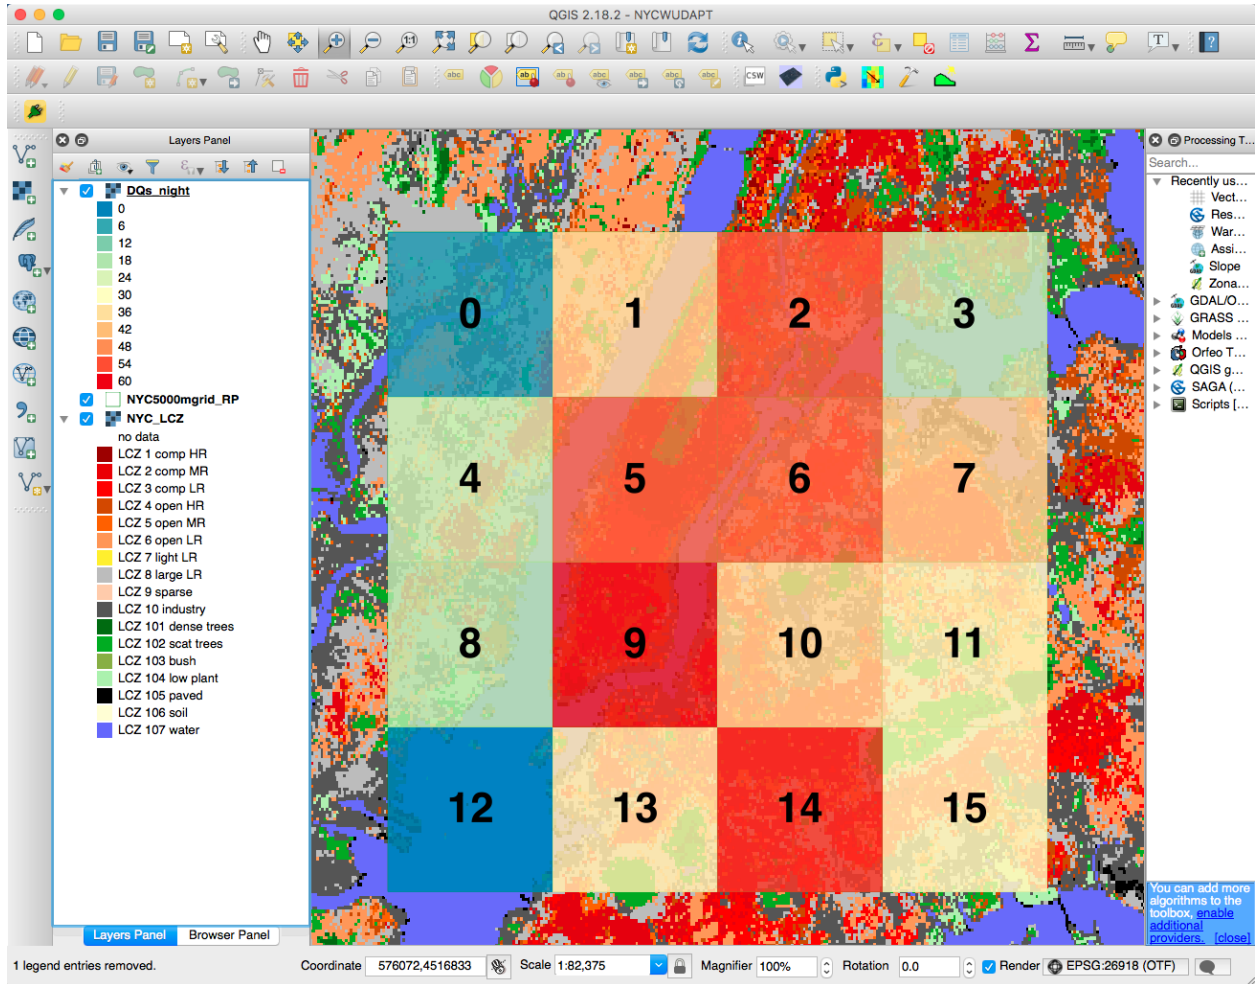 QGIS 2.18.2 - NYCWUDAPT
Layers Panel
Processing T...
Search...
DQs_night
0
6
12
18
24
30
36
42
48
54
60
NYC5000mgrid_RP
NYC_LCZ
no data
LCZ 1 comp HR
LCZ 2 comp MR
LCZ 3 comp LR
LCZ 4 open HR
LCZ 5 open MR
LCZ 6 open LR
LCZ 7 light LR
LCZ 8 large LR
LCZ 9 sparse
LCZ 10 industry
LCZ 101 dense trees
LCZ 102 scat trees
LCZ 103 bush
LCZ 104 low plant
LCZ 105 paved
LCZ 106 soil
LCZ 107 water
0 1 2 3
4 5 6 7
8 9 10 11
12 13 14 15
Recently us...
Vect...
Res...
War...
Assi...
Slope
Zona...
GDAL/O...
GRASS ...
Models ...
Orfeo T...
QGIS g...
SAGA (...
Scripts [...
You can add more
algorithms to the
toolbox, enable
additional
providers. [close]
Layers Panel Browser Panel
1 legend entries removed. Coordinate 576072,4516833 Scale 1:82,375 Magnifier 100% Rotation 0.0 Render EPSG:26918 (OTF)